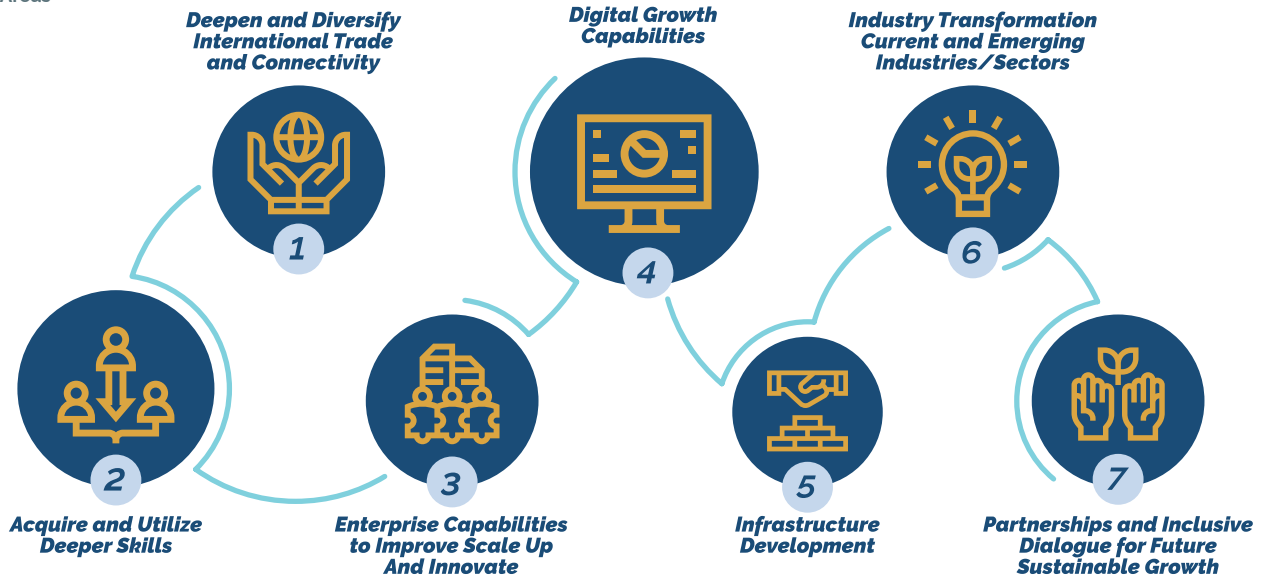 Areas
Deepen and Diversify
International Trade
and Connectivity
1
2
Acquire and Utilize
Deeper Skills
3
Enterprise Capabilities
to Improve Scale Up
And Innovate
Digital Growth
Capabilities
4
5
Infrastructure
Development
Industry Transformation
Current and Emerging
Industries/Sectors
6
7
Partnerships and Inclusive
Dialogue for Future
Sustainable Growth